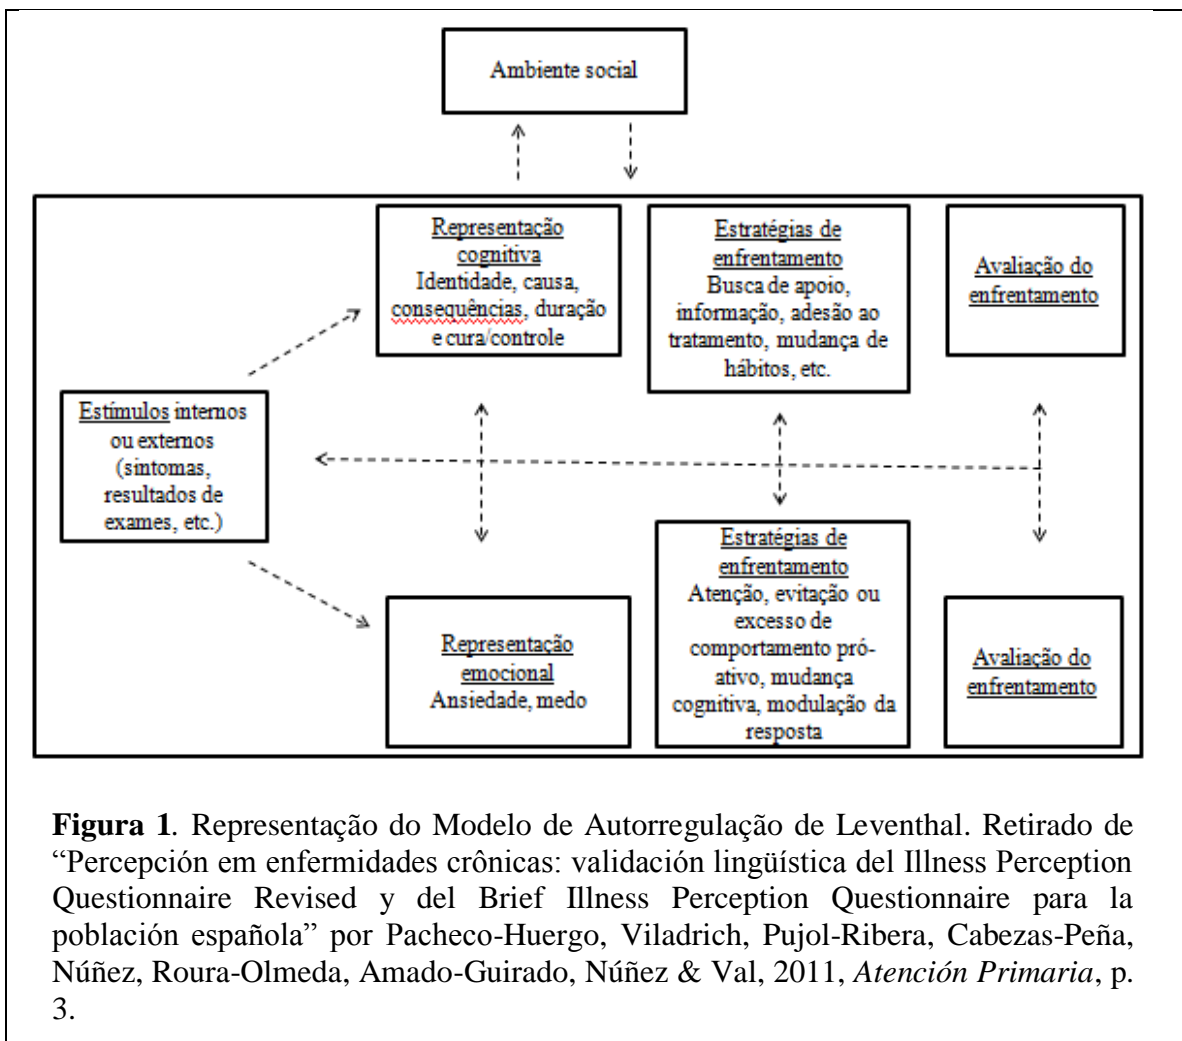 Ambiente social
Representação
cognitiva
Identidade, causa,
consequências, duração
e cura/controle
Estratégias de
enfrentamento
Busca de apoio,
informação, adesão ao
tratamento, mudança de
hábitos, etc.
Avaliação do
enfrentamento
Estímulos internos
ou externos
(sintomas,
resultados de
exames, etc.)
Representação
emocional
Ansiedade, medo
Estratégias de
enfrentamento
Atenção, evitação ou
excesso de
comportamento pró-
ativo, mudança
cognitiva, modulação da
resposta
Avaliação do
enfrentamento
Figura 1. Representação do Modelo de Autorregulação de Leventhal. Retirado de
“Percepción em enfermidades crônicas: validación lingüística del Illness Perception
Questionnaire Revised y del Brief Illness Perception Questionnaire para la
población española” por Pacheco-Huergo, Viladrich, Pujol-Ribera, Cabezas-Peña,
Núñez, Roura-Olmeda, Amado-Guirado, Núñez & Val, 2011, Atención Primaria, p.
3.